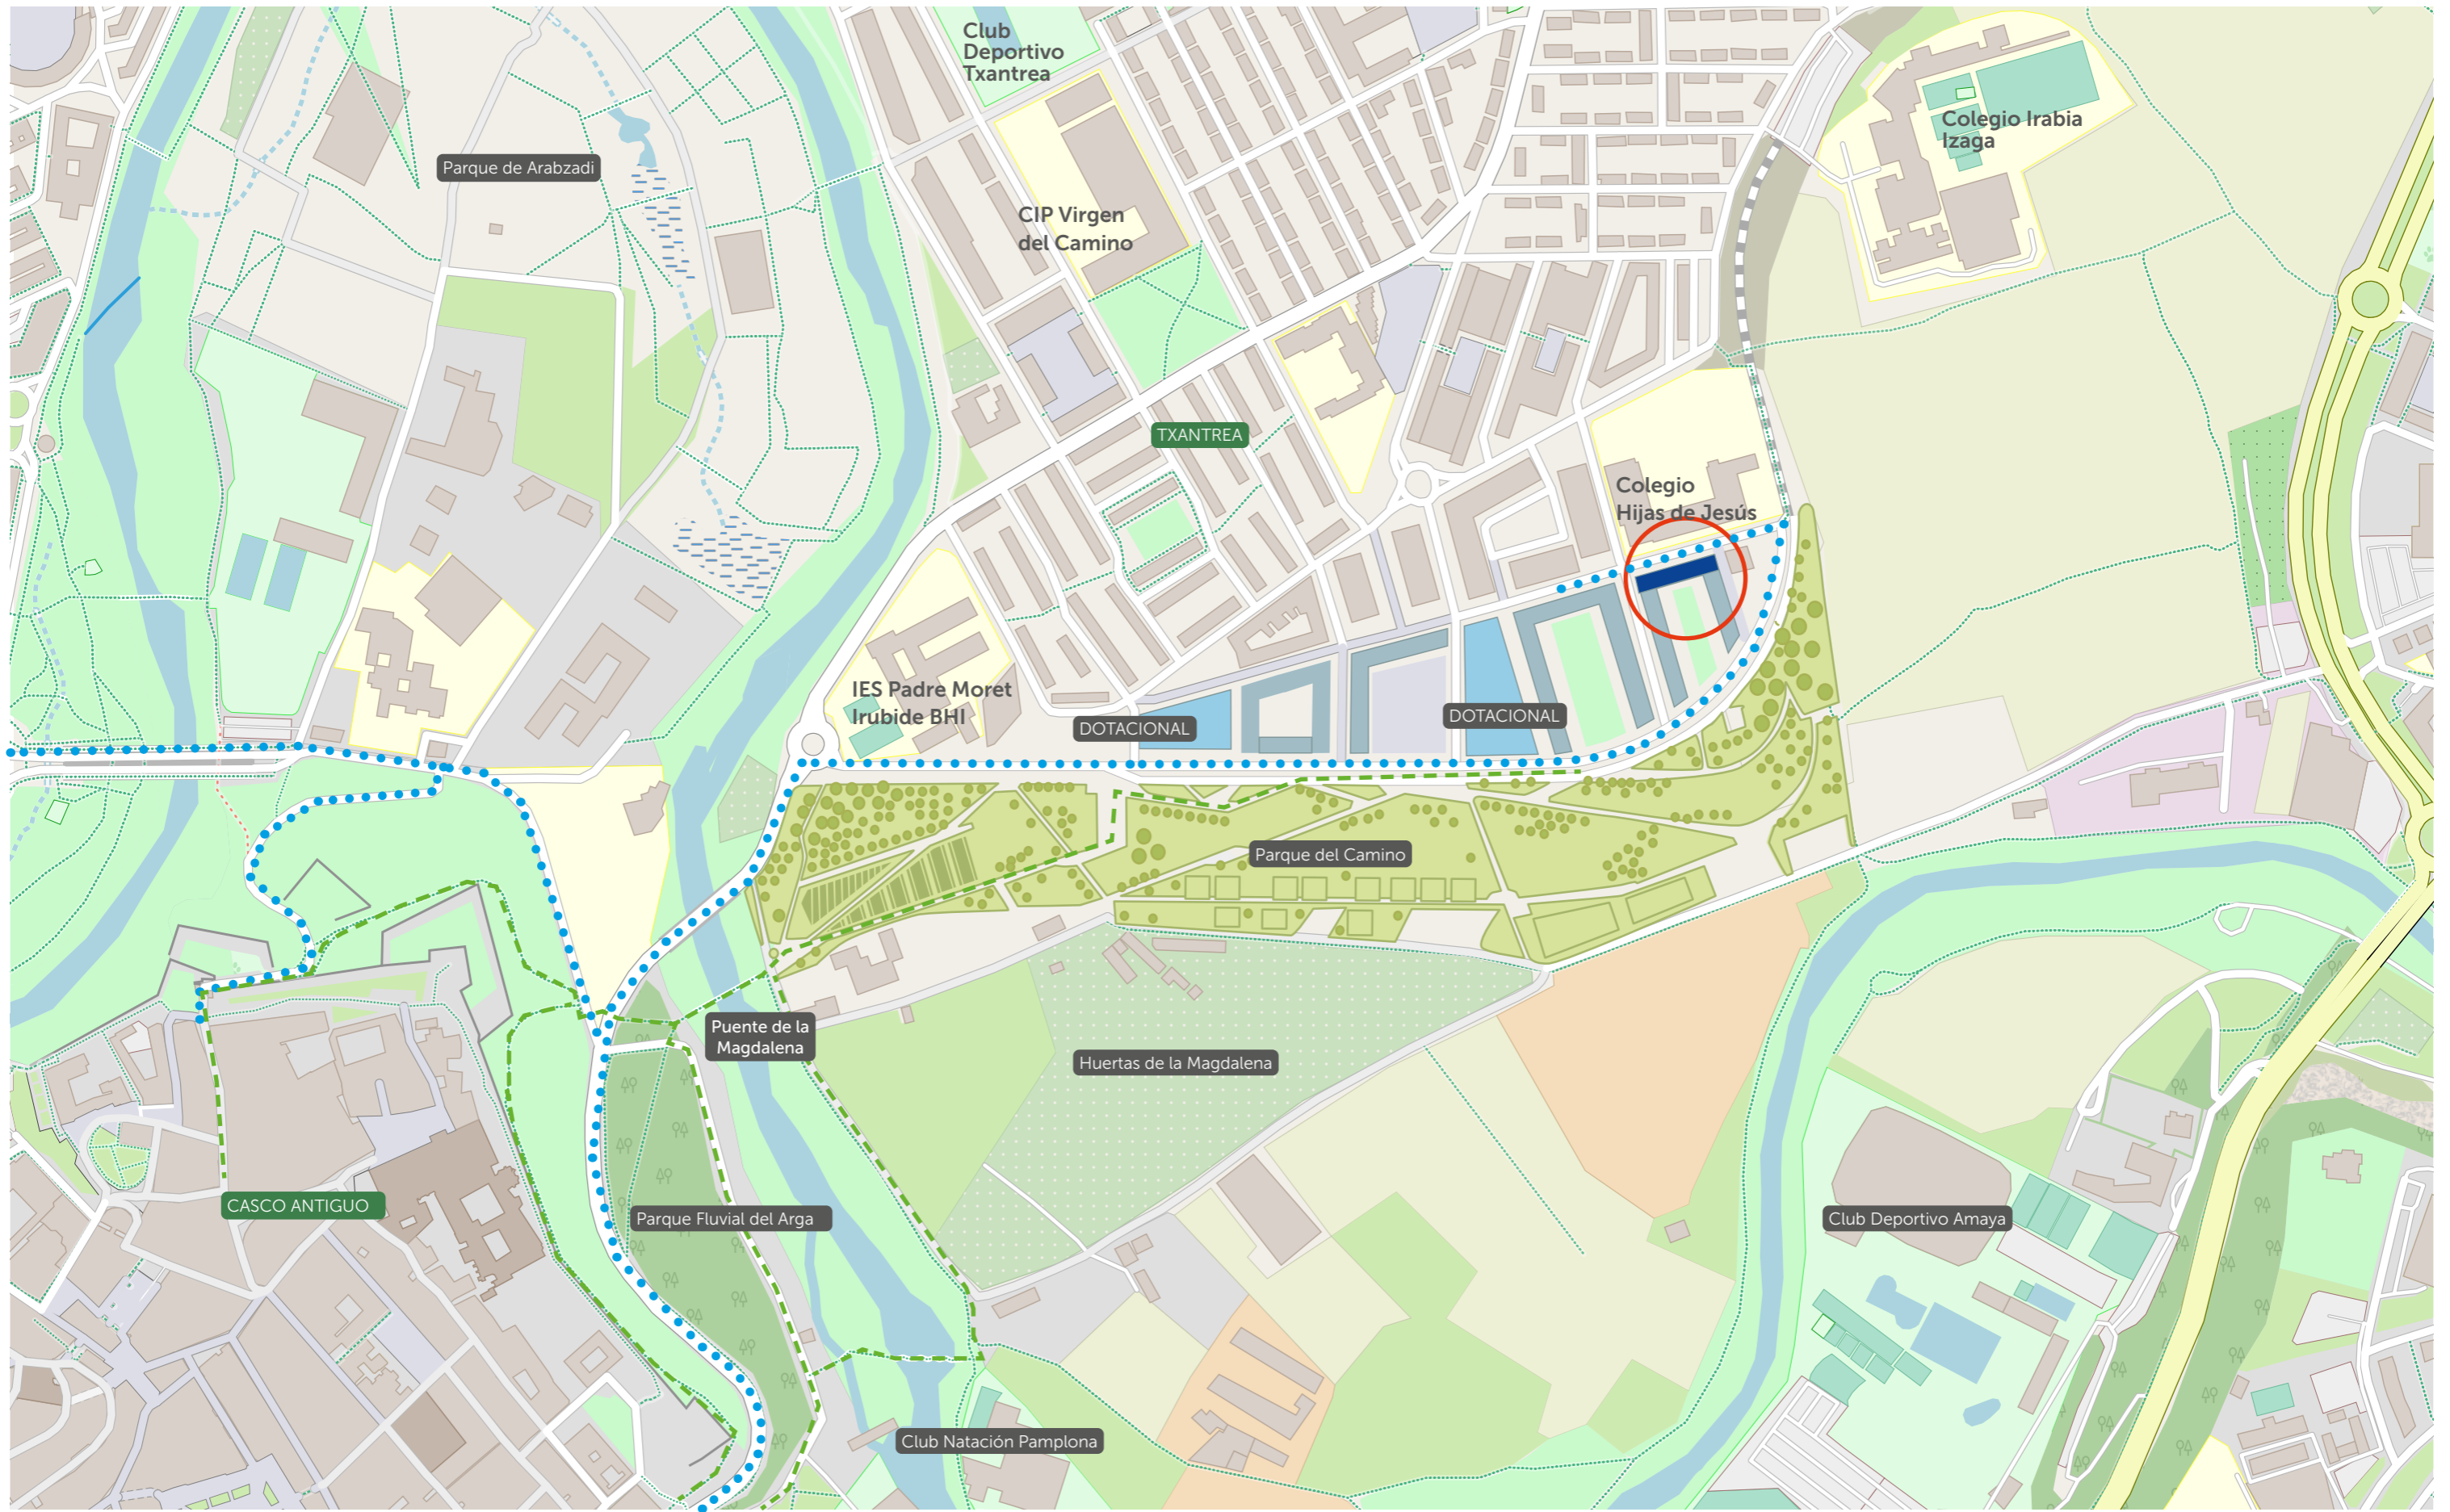 Club
Deportivo
Txantrea
Colegio Irabia
Izaga
Parque de Arabzadi
CIP Virgen
del Camino
TXANTREA
Colegio
Hijas de Jesús
IES Padre Moret
Irubide BHI
DOTACIONAL
DOTACIONAL
Parque del Camino
Puente de la
Magdalena
Huertas de la Magdalena
CASCO ANTIGUO
Parque Fluvial del Arga
Club Deportivo Amaya
Club Natación Pamplona